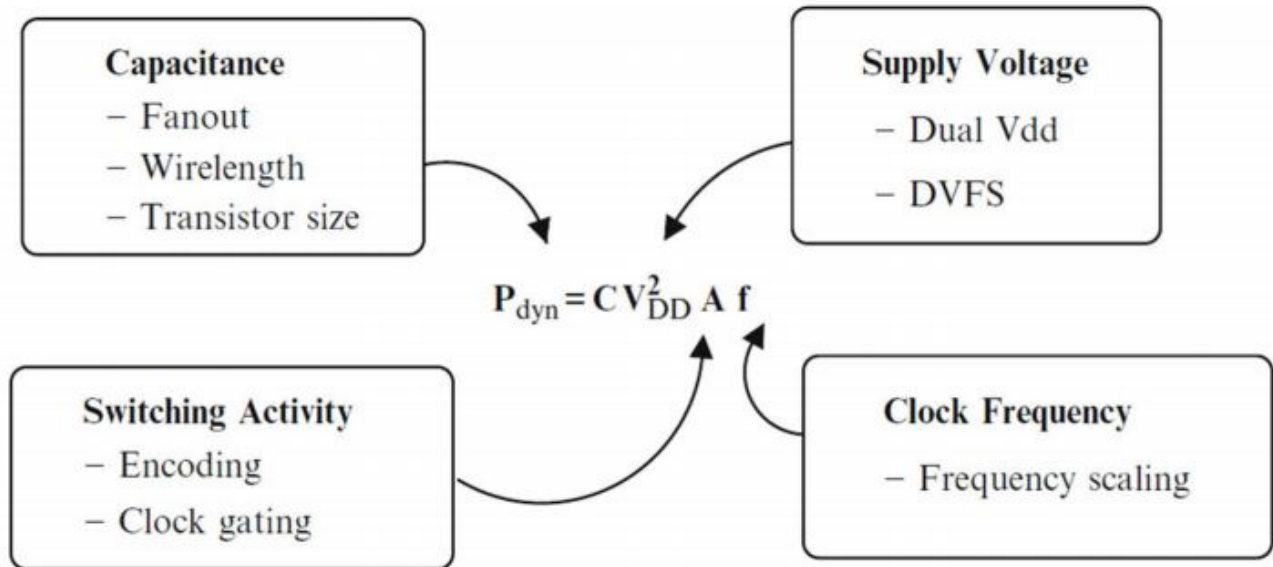 Capacitance
– Fanout
– Wirelength
– Transistor size
Supply Voltage
– Dual Vdd
– DVFS
P_dyn = C V_DD^2 A f
Switching Activity
– Encoding
– Clock gating
Clock Frequency
– Frequency scaling